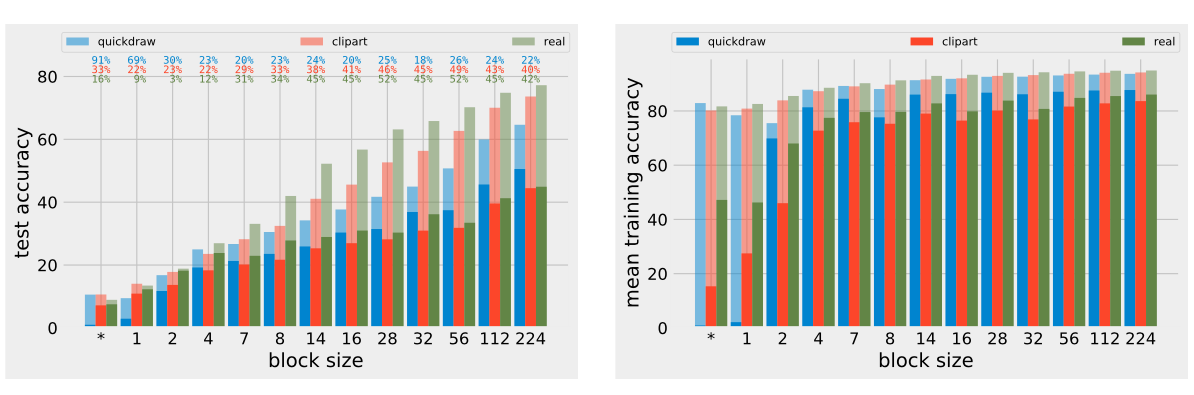 quickdraw clipart real
91% 69% 30% 23% 20% 23% 24% 20% 25% 18% 26% 24% 22%
33% 22% 23% 22% 29% 33% 38% 41% 46% 45% 49% 43% 40%
16% 9% 3% 12% 31% 34% 45% 45% 52% 45% 52% 45% 42%
80
60
40
20
0
test accuracy
* 1 2 4 7 8 14 16 28 32 56 112 224
block size
quickdraw clipart real
80
60
40
20
0
mean training accuracy
* 1 2 4 7 8 14 16 28 32 56 112 224
block size